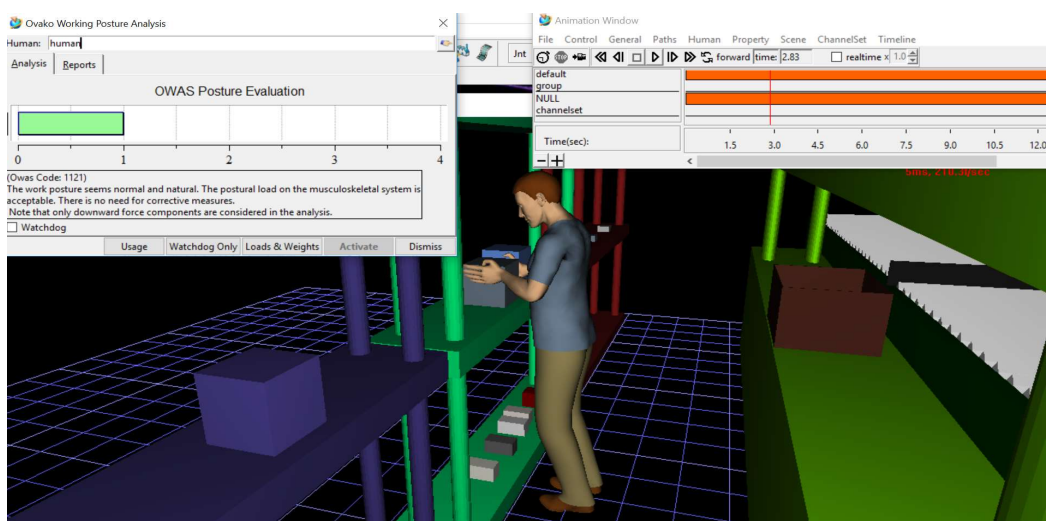 Ovako Working Posture Analysis
Human: human
Analysis Reports
OWAS Posture Evaluation
0 1 2 3 4
(Owas Code: 1121)
The work posture seems normal and natural. The postural load on the musculoskeletal system is
acceptable. There is no need for corrective measures.
Note that only downward force components are considered in the analysis.
Watchdog
Usage Watchdog Only Loads & Weights Activate Dismiss
Jnt
Animation Window
File Control General Paths Human Property Scene ChannelSet Timeline
forward time: 2.83 realtime x 1.0
default
group
NULL
channelset
Time(sec):
1.5 3.0 4.5 6.0 7.5 9.0 10.5 12.0